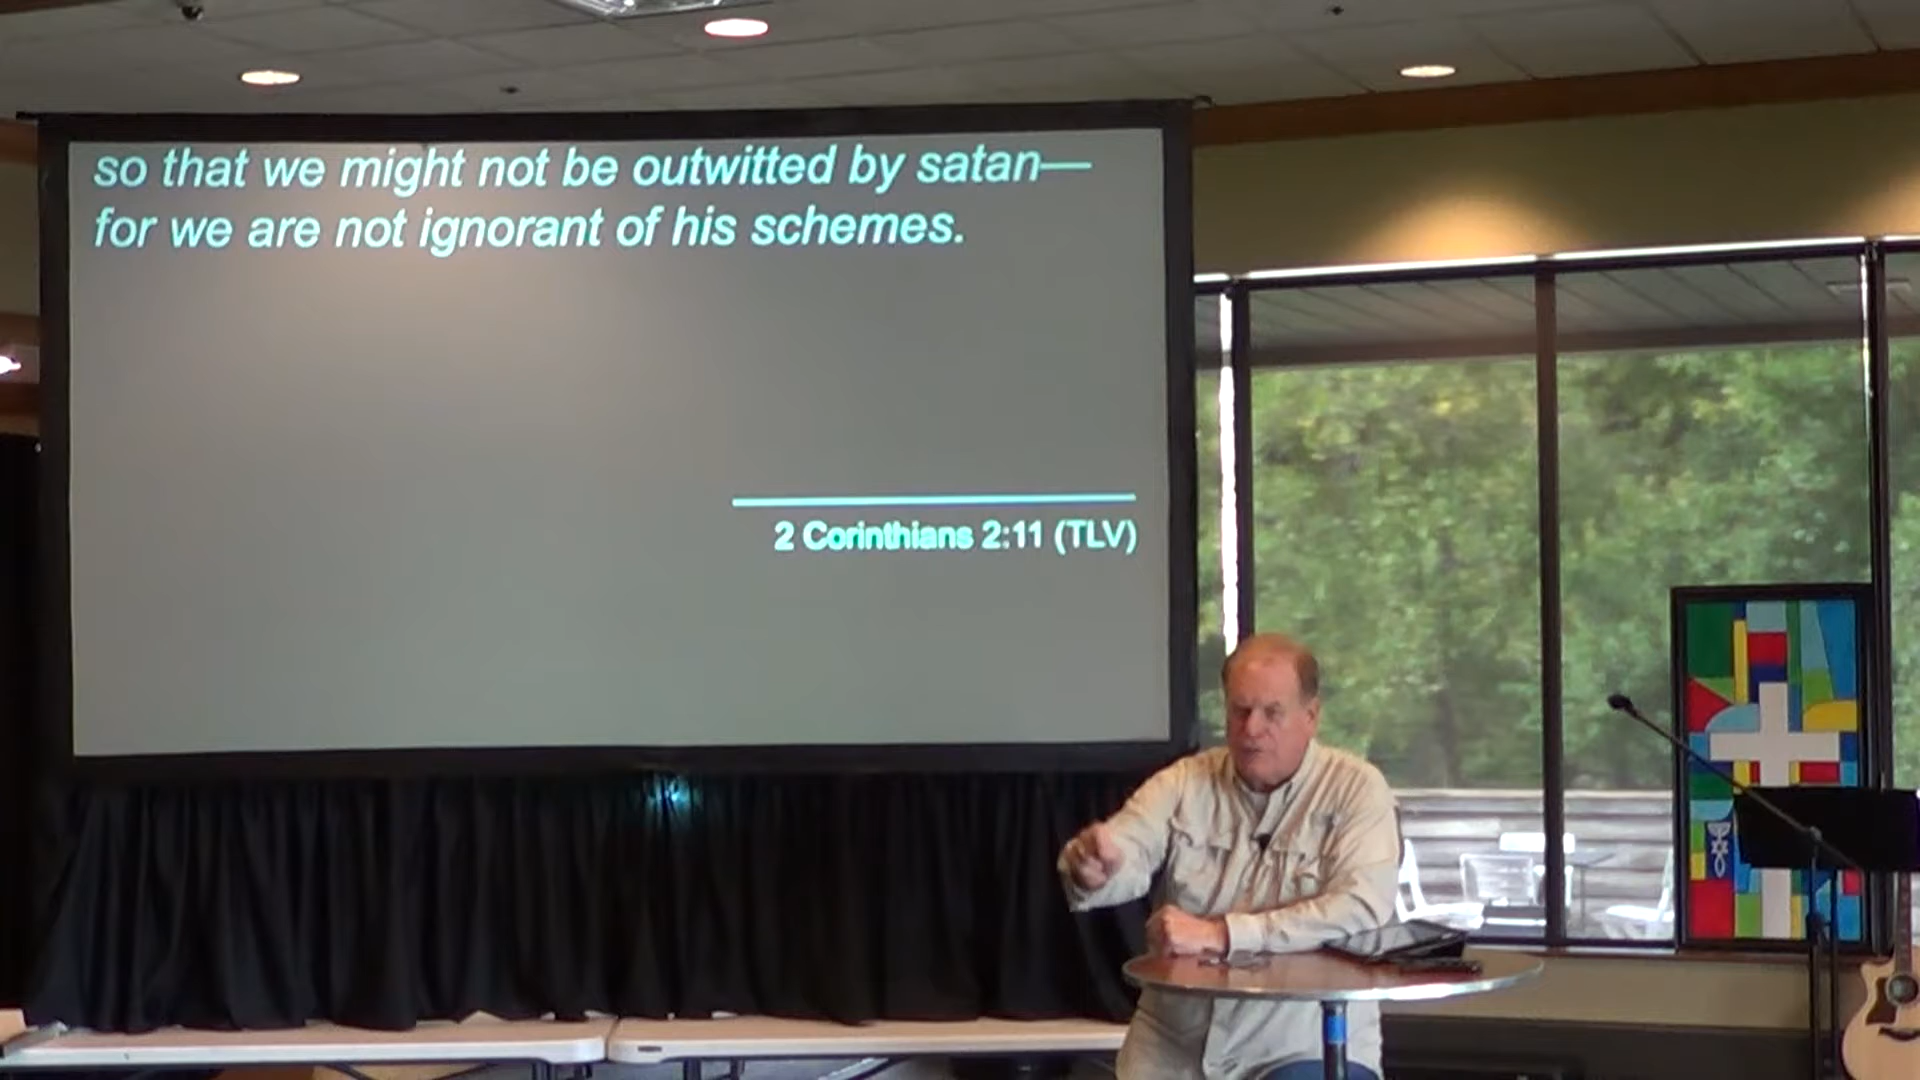 so that we might not be outwitted by satan—
for we are not ignorant of his schemes.
2 Corinthians 2:11 (TLV)